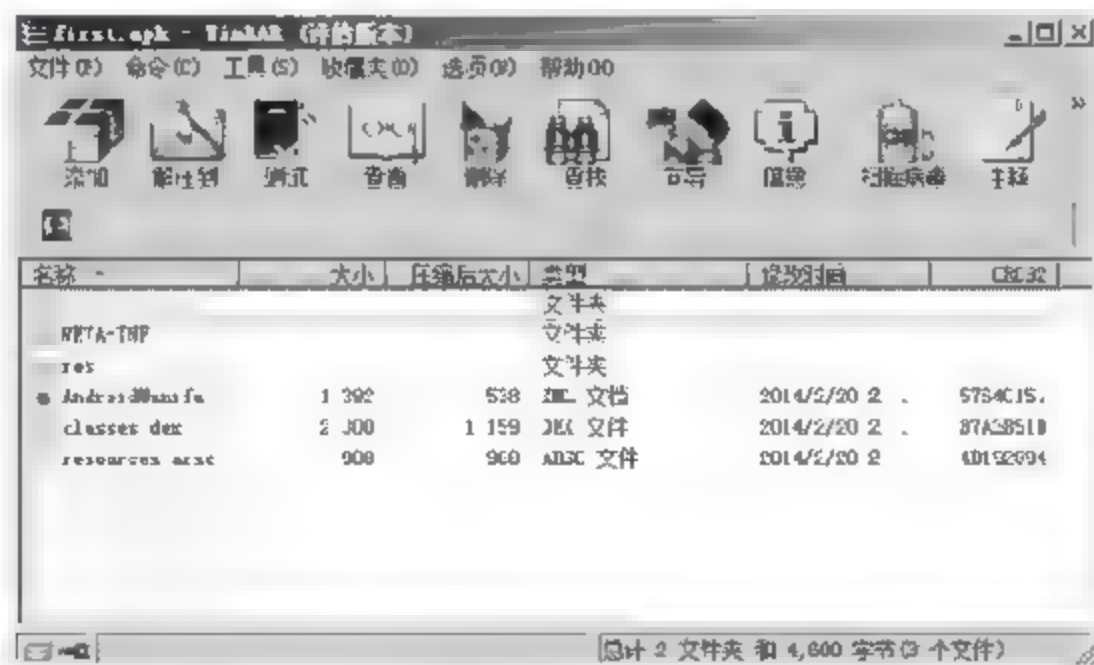 first.apk - WinRAR (评估版本)
文件(F) 命令(C) 工具(S) 收藏夹(O) 选项(N) 帮助(H)
添加 解压到 测试 查看 删除 查找 向导 信息 扫描病毒 注释
名称 大小 压缩后大小 类型 修改时间 CRC32
文件夹
META-INF 文件夹
res 文件夹
AndroidManife 1,392 538 XML 文档 2014/2/20
classes.dex 1,159 DEX 文件 2014/2/20
resources.arsc 908 ARSC 文件 2014/2/20
总计 2 文件夹 和 4,600 字节(3 个文件)